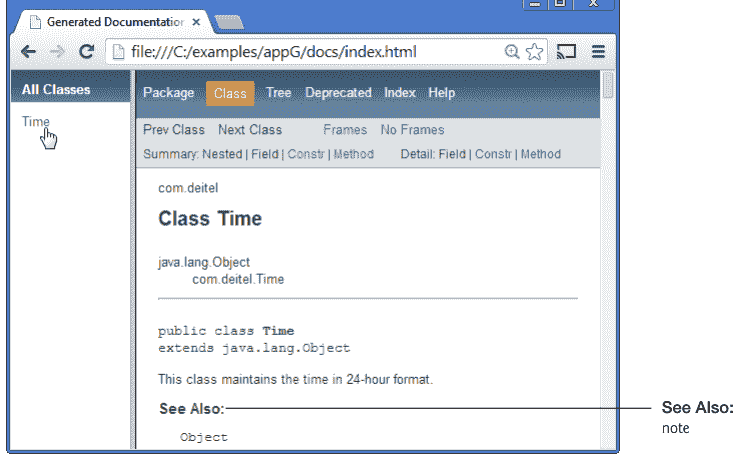 Generated Documentation
file:///C:/examples/appG/docs/index.html
All Classes
Time
Package Class Tree Deprecated Index Help
Prev Class Next Class Frames No Frames
Summary: Nested | Field | Constr | Method Detail: Field | Constr | Method
com.deitel
Class Time
java.lang.Object
com.deitel.Time
public class Time
extends java.lang.Object
This class maintains the time in 24-hour format.
See Also:
Object
See Also:
note